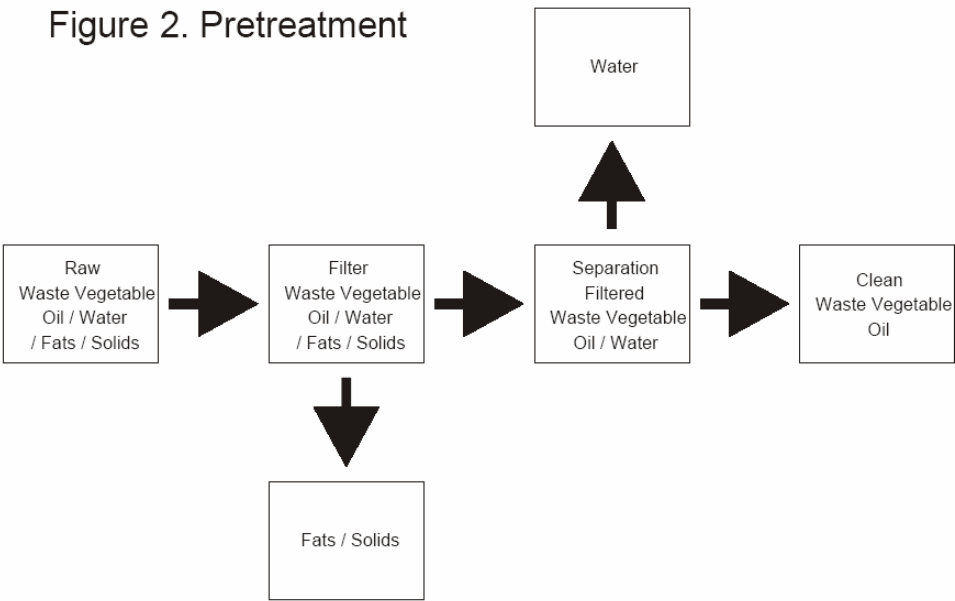 Figure 2. Pretreatment
Water
Raw
Waste Vegetable
Oil / Water
/ Fats / Solids
Filter
Waste Vegetable
Oil / Water
/ Fats / Solids
Separation
Filtered
Waste Vegetable
Oil / Water
Clean
Waste Vegetable
Oil
Fats / Solids